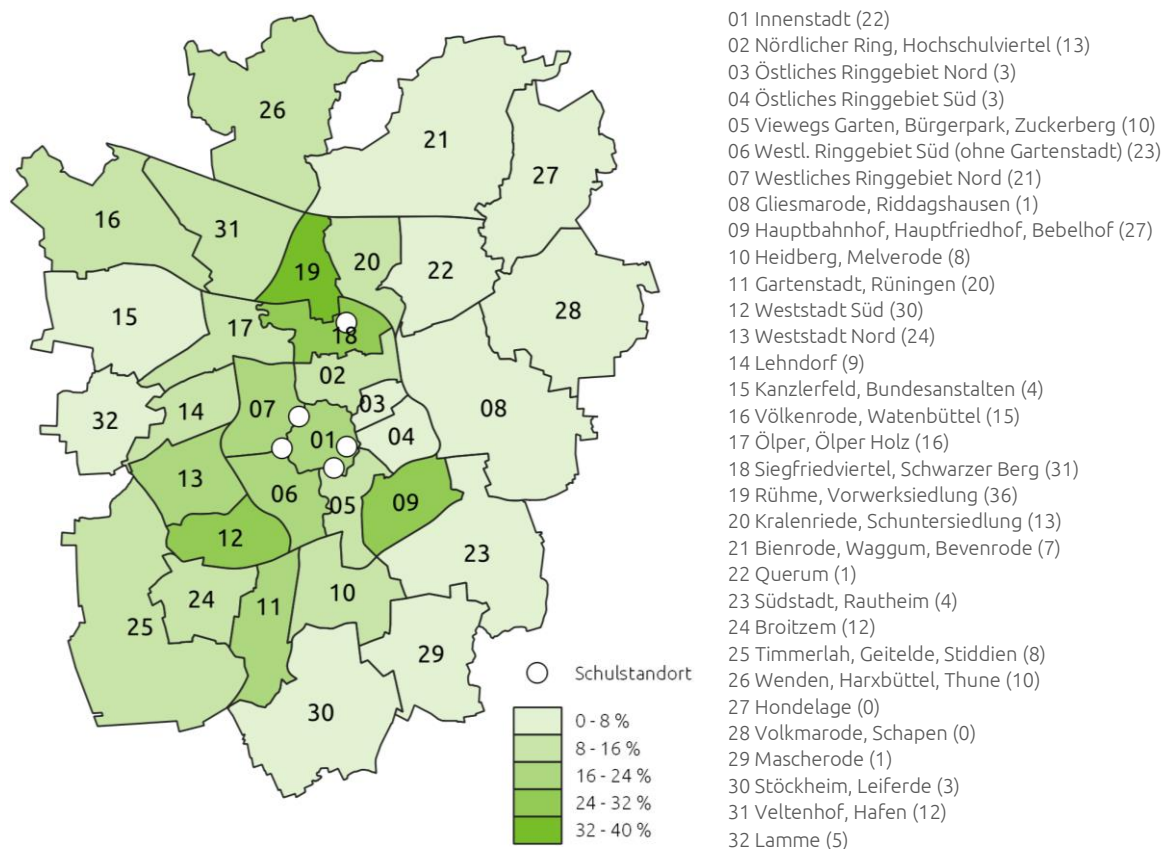 01 Innenstadt (22)
02 Nördlicher Ring, Hochschulviertel (13)
03 Östliches Ringgebiet Nord (3)
04 Östliches Ringgebiet Süd (3)
05 Viewegs Garten, Bürgerpark, Zuckerberg (10)
06 Westl. Ringgebiet Süd (ohne Gartenstadt) (23)
07 Westliches Ringgebiet Nord (21)
08 Gliesmarode, Riddagshausen (1)
09 Hauptbahnhof, Hauptfriedhof, Bebelhof (27)
10 Heidberg, Melverode (8)
11 Gartenstadt, Rüningen (20)
12 Weststadt Süd (30)
13 Weststadt Nord (24)
14 Lehndorf (9)
15 Kanzlerfeld, Bundesanstalten (4)
16 Völkenrode, Watenbüttel (15)
17 Ölper, Ölper Holz (16)
18 Siegfriedviertel, Schwarzer Berg (31)
19 Rühme, Vorwerksiedlung (36)
20 Kralenriede, Schuntersiedlung (13)
21 Bienrode, Waggum, Bevenrode (7)
22 Querum (1)
23 Südstadt, Rautheim (4)
24 Broitzem (12)
25 Timmerlah, Geitelde, Stiddien (8)
26 Wenden, Harxbüttel, Thune (10)
27 Hondelage (0)
28 Volkmarode, Schapen (0)
29 Mascherode (1)
30 Stöckheim, Leiferde (3)
31 Veltenhof, Hafen (12)
32 Lamme (5)
26
21
27
16
31
19
20
22
15
17
18
28
02
32
14
07
03
08
01
04
13
06
05
09
12
23
24
11
10
25
29
30
Schulstandort
0 - 8 %
8 - 16 %
16 - 24 %
24 - 32 %
32 - 40 %